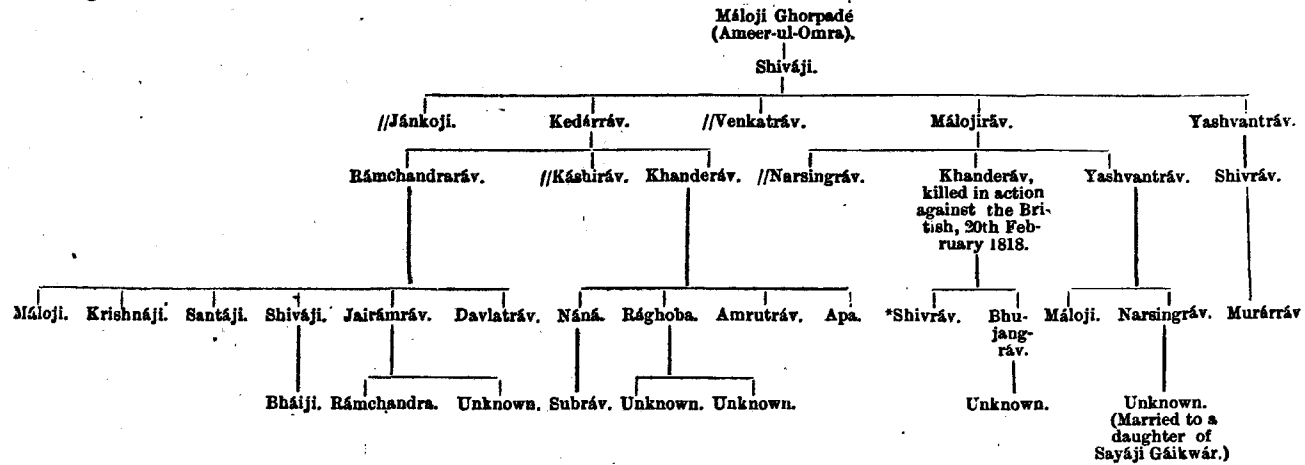 Máloji Ghorpadé
(Ameer-ul-Omra).
Shiváji.
//Jánkoji. Kedárráv. //Venkatráv. Málojiráv. Yashvantráv.
Rámchandraráv. //Káshiráv. Khanderáv. //Narsingráv. Khanderáv, Yashvantráv. Shivráv.
killed in action
against the Bri-
tish, 20th Feb-
ruary 1818.
Máloji. Krishnáji. Santáji. Shiváji. Jairámráv. Davlatráv. Náná. Rághoba. Amrutráv. Apa. *Shivráv. Bhu- Máloji. Narsingráv. Murárráv
jang-
ráv.
Bháiji. Rámchandra. Unknown. Subráv. Unknown. Unknown. Unknown. Unknown.
(Married to a
daughter of
Sayáji Gáikwár.)